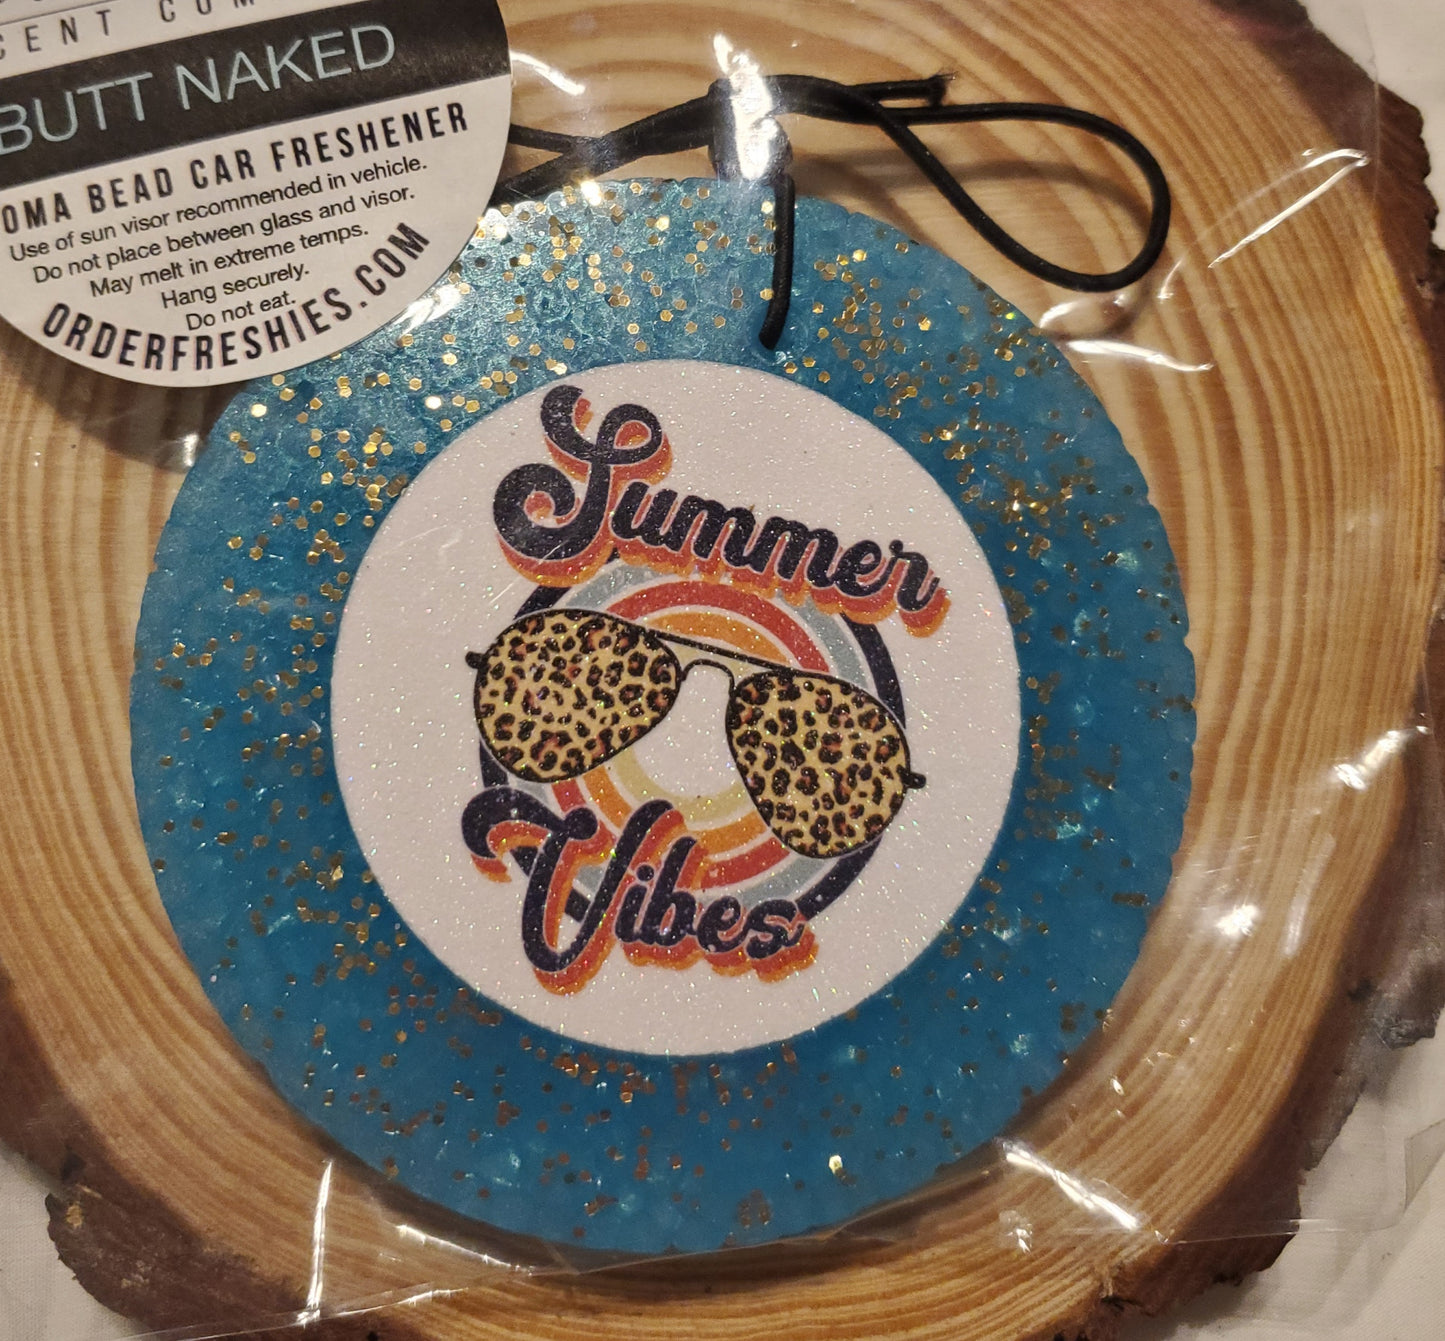 CENT COM
BUTT NAKED
OMA BEAD CAR FRESHENER
Use of sun visor recommended in vehicle.
Do not place between glass and visor.
May melt in extreme temps.
Hang securely.
Do not eat.
ORDERFRESHIES.COM
Summer
Vibes